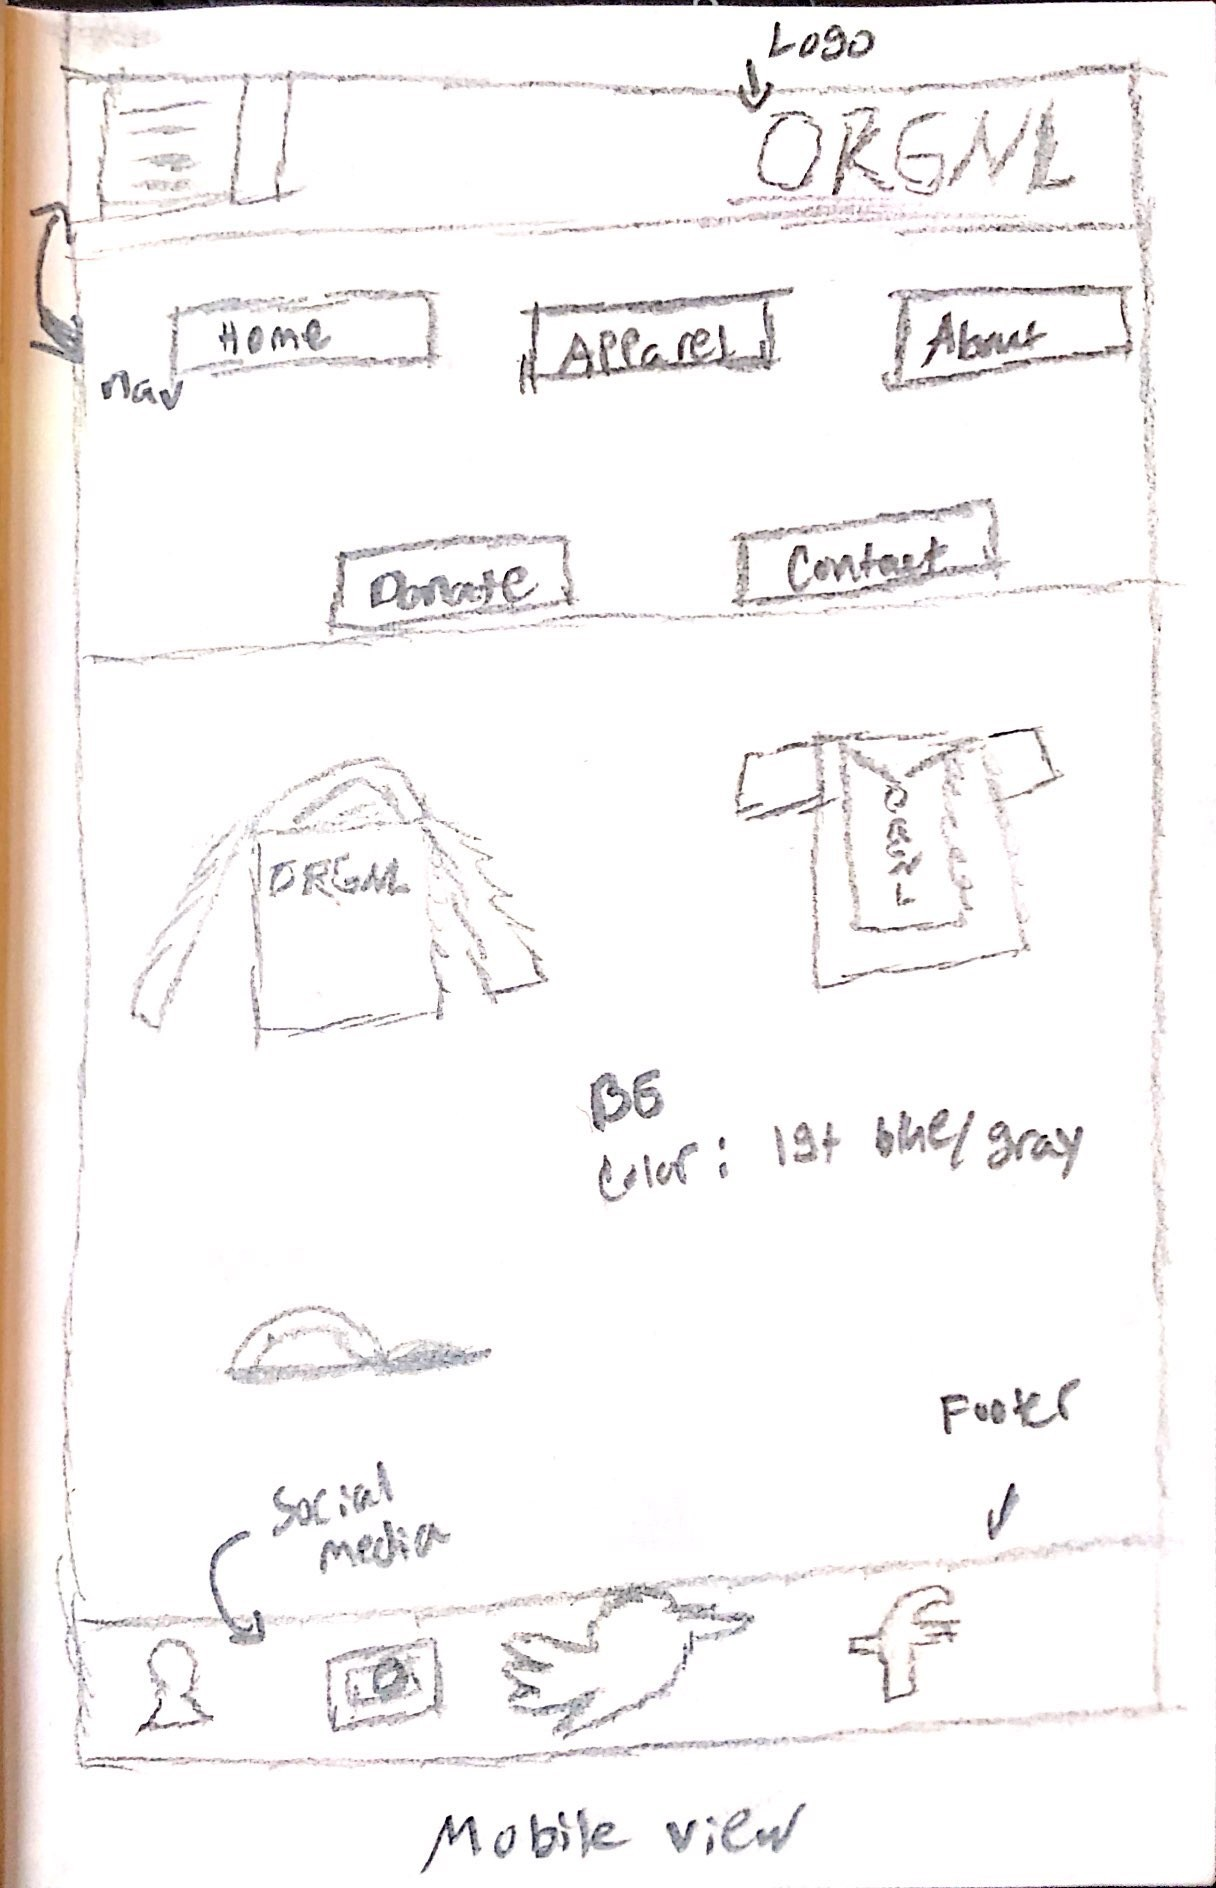 Logo
ORGNL
Home
Apparel
About
nav
Donate
Contact
ORGNL
ORGNL
BG
Color: lgt blue/gray
Footer
Social
media
Mobile view